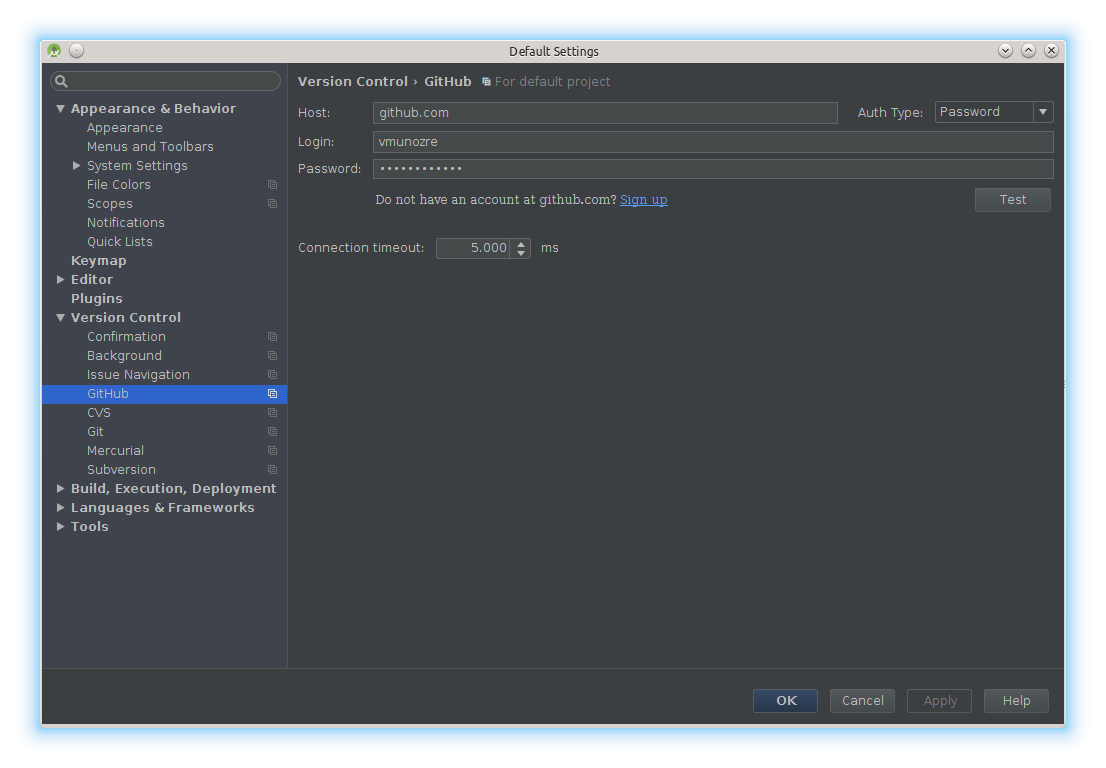 Default Settings
Version Control › GitHub For default project
Appearance & Behavior
Appearance
Menus and Toolbars
System Settings
File Colors
Scopes
Notifications
Quick Lists
Keymap
Editor
Plugins
Version Control
Confirmation
Background
Issue Navigation
GitHub
CVS
Git
Mercurial
Subversion
Build, Execution, Deployment
Languages & Frameworks
Tools
Host: github.com Auth Type: Password
Login: vmunozre
Password: ••••••••••••
Do not have an account at github.com? Sign up Test
Connection timeout: 5.000 ms
OK Cancel Apply Help